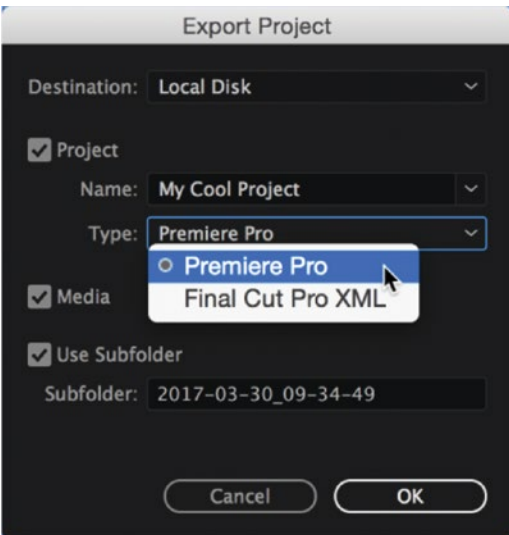 Export Project
Destination: Local Disk
Project
Name: My Cool Project
Type: Premiere Pro
Premiere Pro
Final Cut Pro XML
Media
Use Subfolder
Subfolder: 2017-03-30_09-34-49
Cancel OK